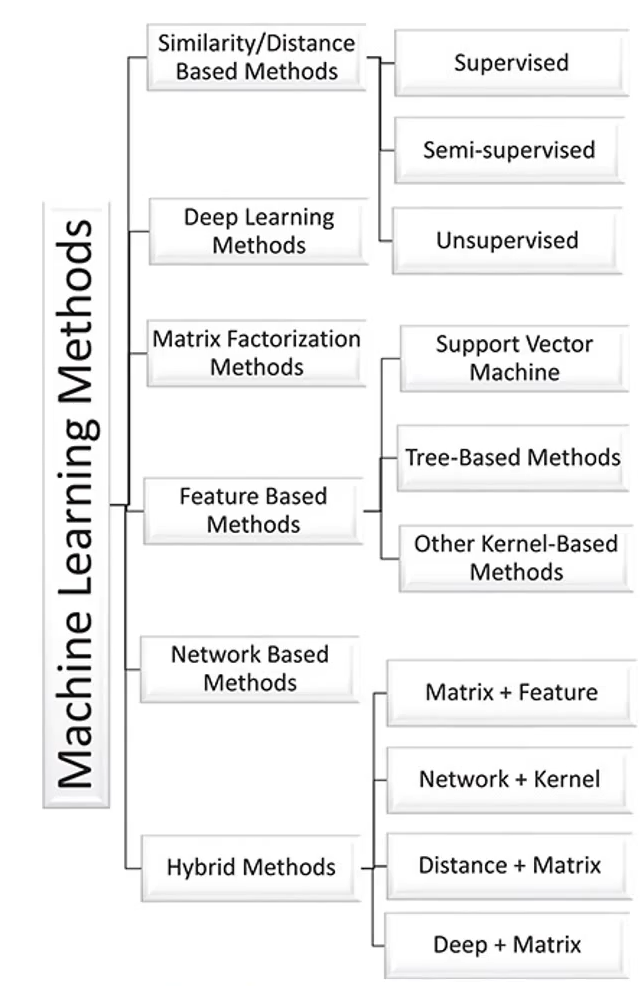 Machine Learning Methods
Similarity/Distance
Based Methods
Supervised
Semi-supervised
Unsupervised
Deep Learning
Methods
Matrix Factorization
Methods
Feature Based
Methods
Support Vector
Machine
Tree-Based Methods
Other Kernel-Based
Methods
Network Based
Methods
Hybrid Methods
Matrix + Feature
Network + Kernel
Distance + Matrix
Deep + Matrix